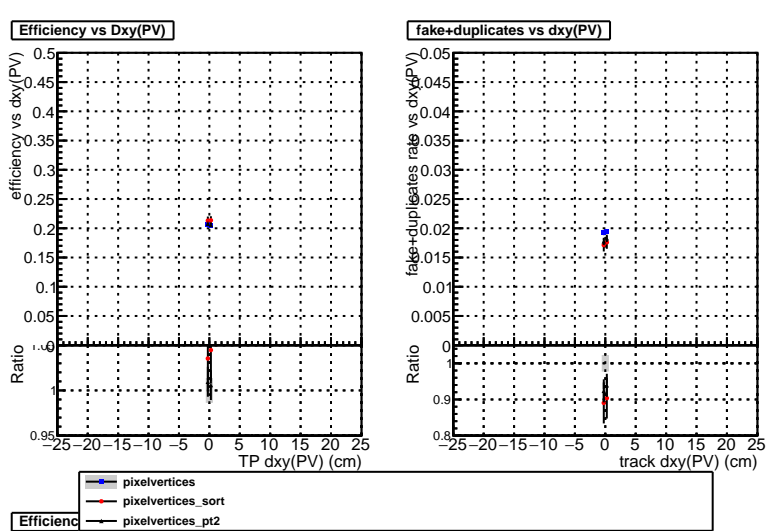 Efficiency vs Dxy(PV)
efficiency vs dxy(PV)
0.5
0.45
0.4
0.35
0.3
0.25
0.2
0.15
0.1
0.05
Ratio
1
0.95
−25 −20 −15 −10 −5 0 5 10 15 20 25
TP dxy(PV) (cm)
fake+duplicates vs dxy(PV)
fake+duplicates rate vs dxy(PV)
0.05
0.045
0.04
0.035
0.03
0.025
0.02
0.015
0.01
0.005
0
Ratio
1
0.9
0.8
−25 −20 −15 −10 −5 0 5 10 15 20 25
track dxy(PV) (cm)
pixelvertices
pixelvertices_sort
pixelvertices_pt2
Efficienc